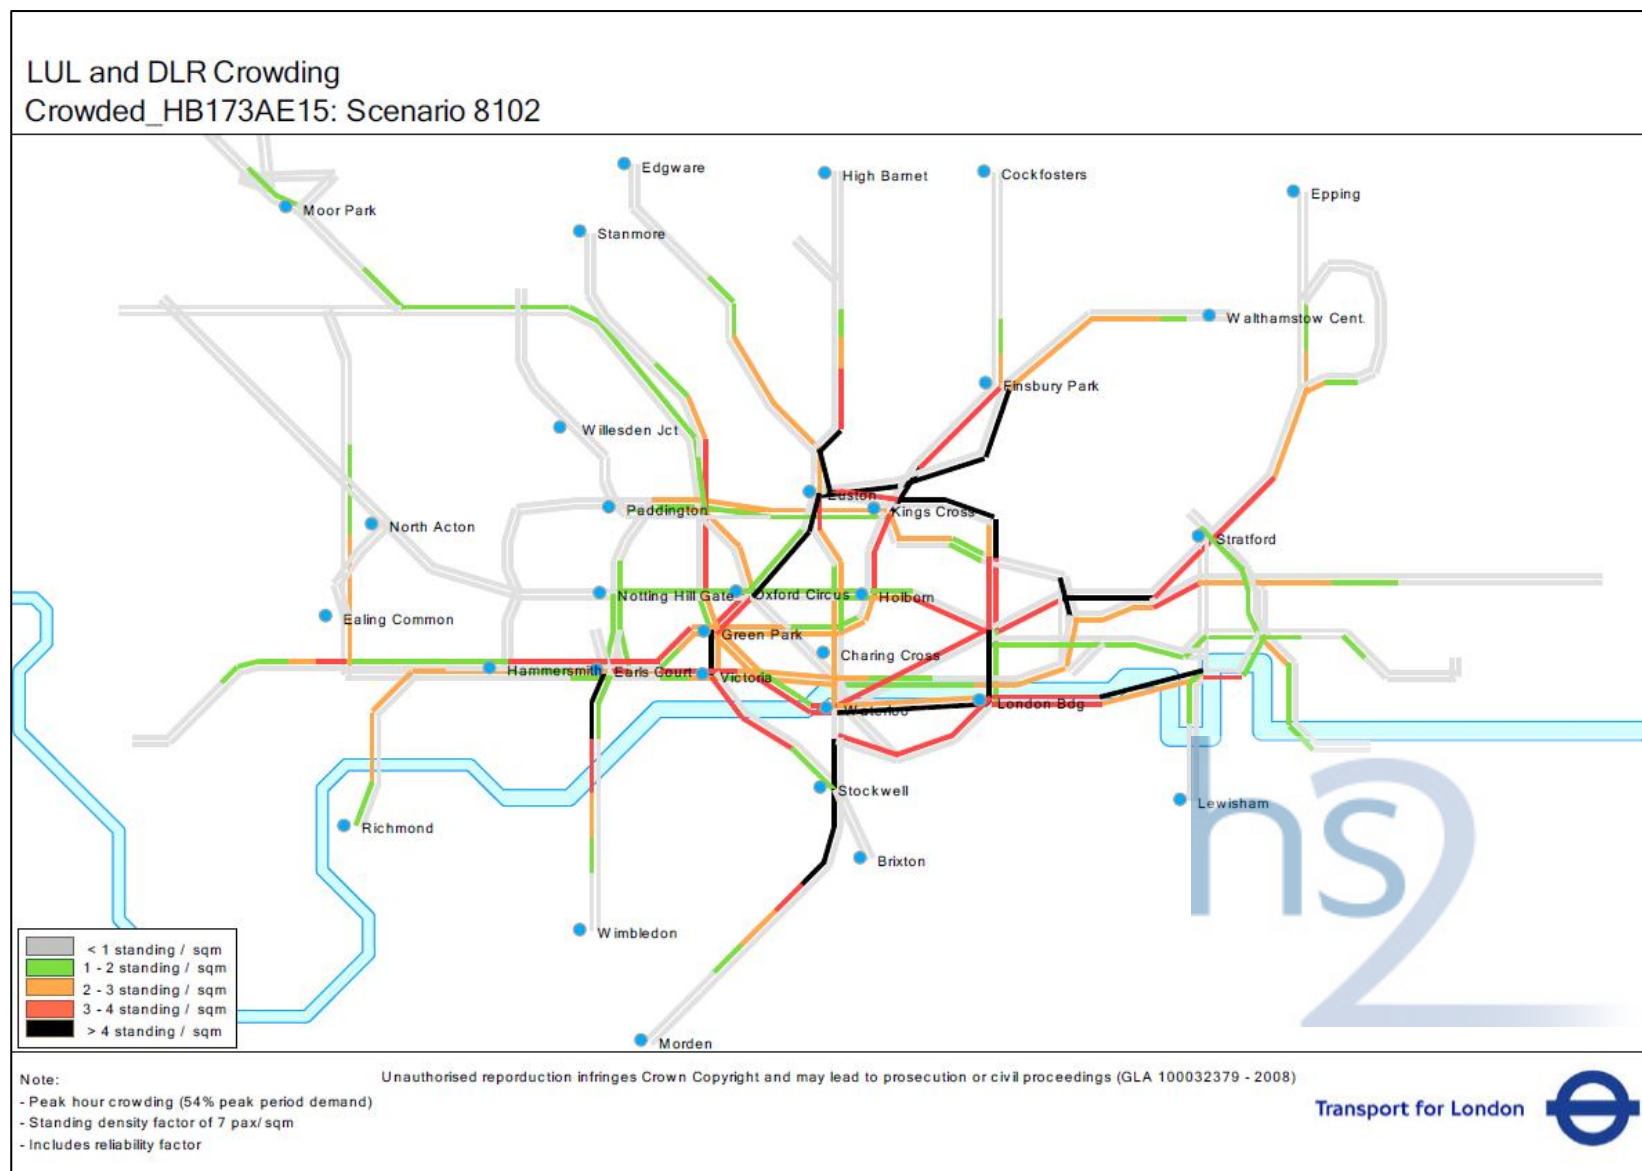 LUL and DLR Crowding
Crowded_HB173AE15: Scenario 8102
Edgware
High Barnet
Cockfosters
Epping
Moor Park
Stanmore
Walthamstow Cent.
Finsbury Park
Willesden Jct
Euston
Paddington
Kings Cross
North Acton
Stratford
Notting Hill Gate
Oxford Circus
Holborn
Ealing Common
Green Park
Charing Cross
Hammersmith
Earls Court
Victoria
Waterloo
London Bdg
Stockwell
Lewisham
Richmond
Brixton
Wimbledon
Morden
hs2
< 1 standing / sqm
1 - 2 standing / sqm
2 - 3 standing / sqm
3 - 4 standing / sqm
> 4 standing / sqm
Note:
- Peak hour crowding (54% peak period demand)
- Standing density factor of 7 pax/sqm
- Includes reliability factor
Unauthorised reporduction infringes Crown Copyright and may lead to prosecution or civil proceedings (GLA 100032379 - 2008)
Transport for London